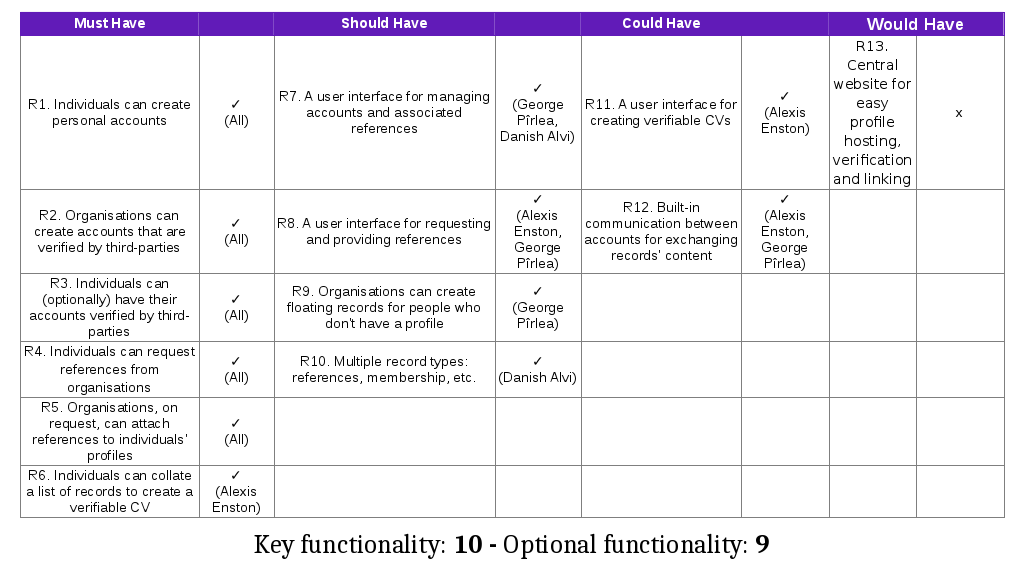 Must Have
Should Have
Could Have
Would Have
R1. Individuals can create
personal accounts
✓
(All)
R7. A user interface for managing
accounts and associated
references
✓
(George
Pîrlea,
Danish Alvi)
R11. A user interface for
creating verifiable CVs
✓
(Alexis
Enston)
R13.
Central
website for
easy
profile
hosting,
verification
and linking
x
R2. Organisations can
create accounts that are
verified by third-parties
✓
(All)
R8. A user interface for requesting
and providing references
✓
(Alexis
Enston,
George
Pîrlea)
R12. Built-in
communication between
accounts for exchanging
records' content
✓
(Alexis
Enston,
George
Pîrlea)
R3. Individuals can
(optionally) have their
accounts verified by third-
parties
✓
(All)
R9. Organisations can create
floating records for people who
don't have a profile
✓
(George
Pîrlea)
R4. Individuals can request
references from
organisations
✓
(All)
R10. Multiple record types:
references, membership, etc.
✓
(Danish Alvi)
R5. Organisations, on
request, can attach
references to individuals'
profiles
✓
(All)
R6. Individuals can collate
a list of records to create a
verifiable CV
✓
(Alexis
Enston)
Key functionality: 10 - Optional functionality: 9